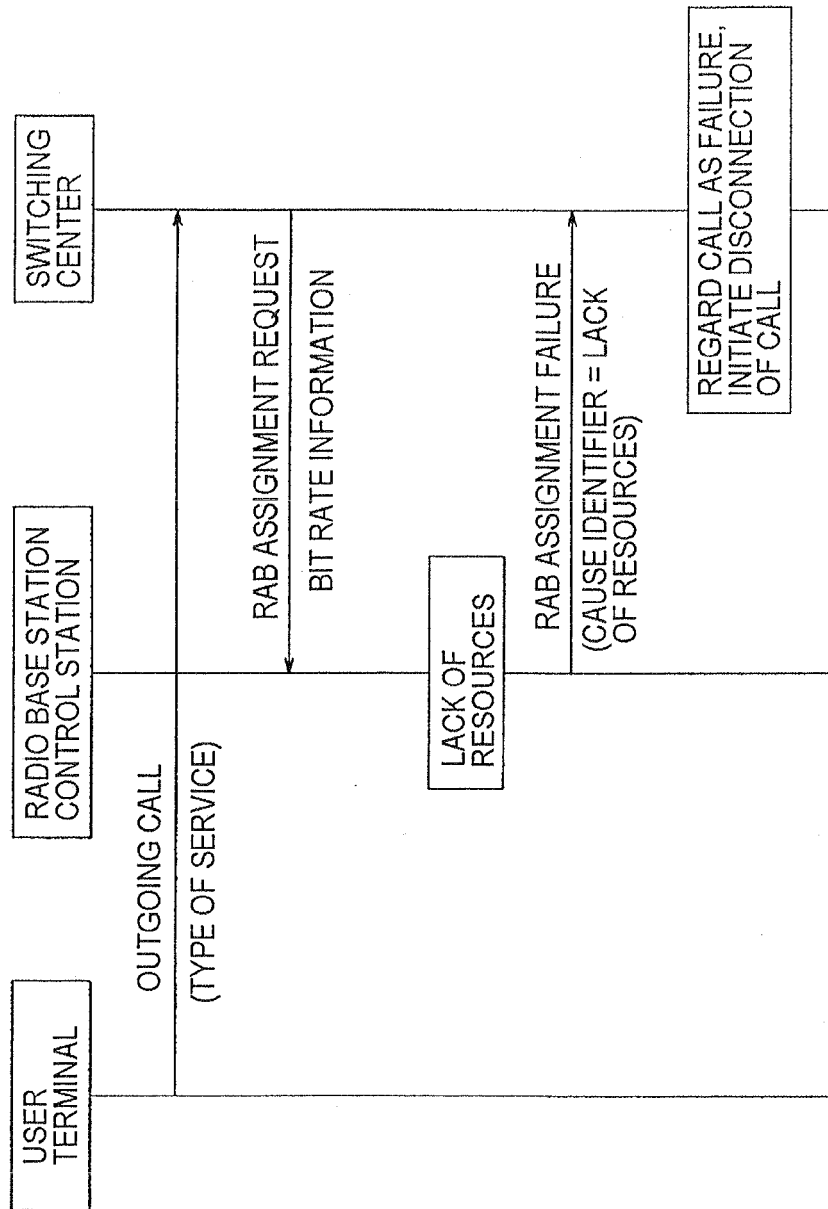 USER
TERMINAL
RADIO BASE STATION
CONTROL STATION
SWITCHING
CENTER
OUTGOING CALL
(TYPE OF SERVICE)
RAB ASSIGNMENT REQUEST
BIT RATE INFORMATION
LACK OF
RESOURCES
RAB ASSIGNMENT FAILURE
(CAUSE IDENTIFIER = LACK
OF RESOURCES)
REGARD CALL AS FAILURE,
INITIATE DISCONNECTION
OF CALL